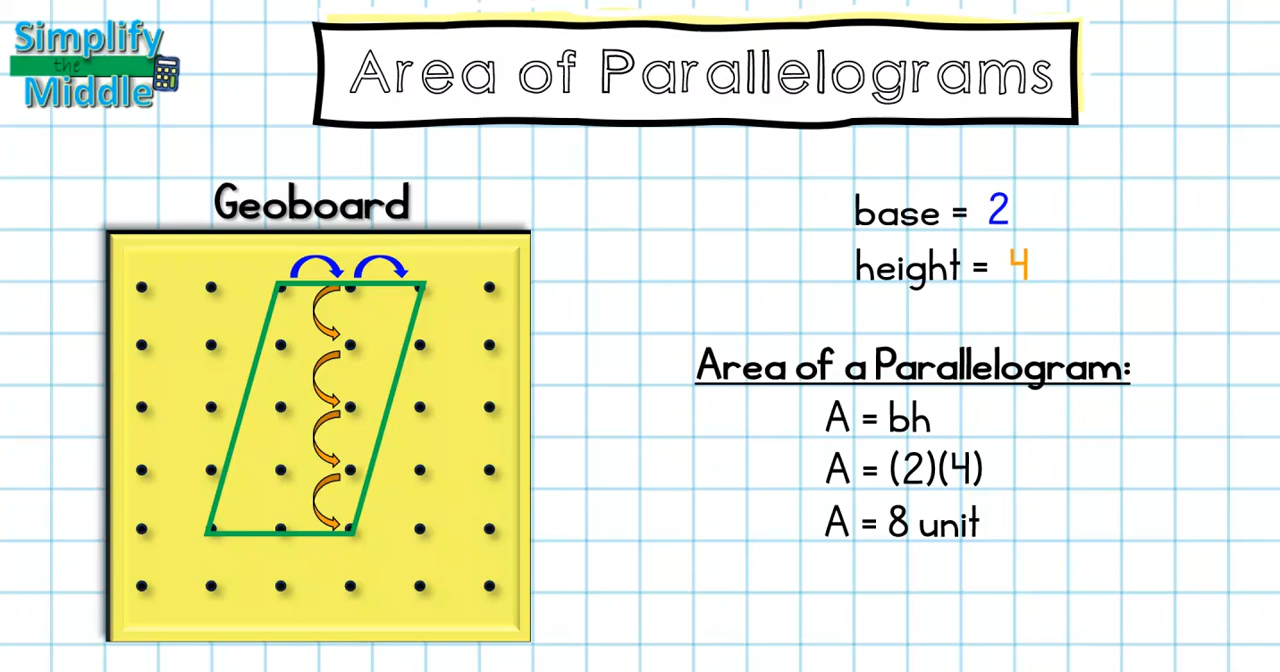 Simplify
the
Middle
Area of Parallelograms
Geoboard
base = 2
height = 4
Area of a Parallelogram:
A = bh
A = (2)(4)
A = 8 unit